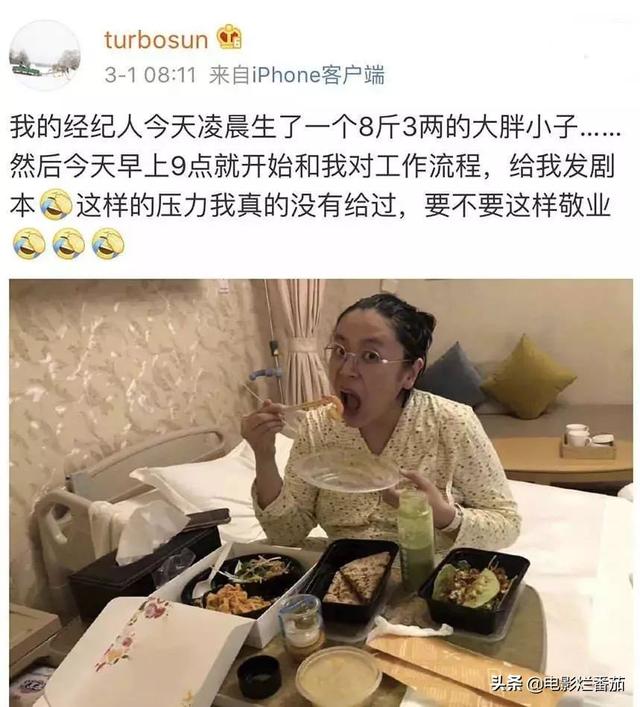 turbosun
3-1 08:11 来自iPhone客户端
我的经纪人今天凌晨生了一个8斤3两的大胖小子……
然后今天早上9点就开始和我对工作流程，给我发剧
本🤣这样的压力我真的没有给过，要不要这样敬业
🤣🤣🤣
头条 @电影烂番茄